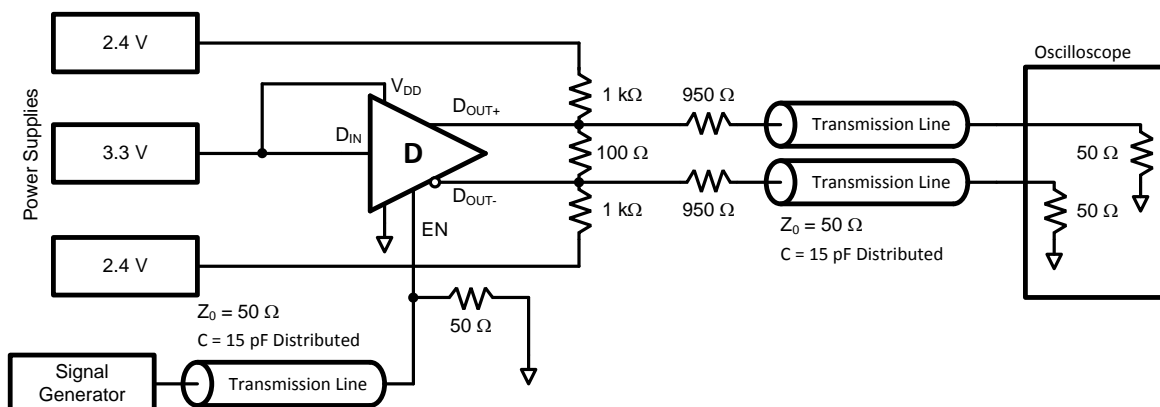 Power Supplies
2.4 V
3.3 V
2.4 V
V_DD
D_IN
D
D_OUT+
D_OUT-
EN
1 kΩ
100 Ω
1 kΩ
950 Ω
950 Ω
Transmission Line
Transmission Line
Z_0 = 50 Ω
C = 15 pF Distributed
Oscilloscope
50 Ω
50 Ω
Z_0 = 50 Ω
C = 15 pF Distributed
50 Ω
Signal
Generator
Transmission Line